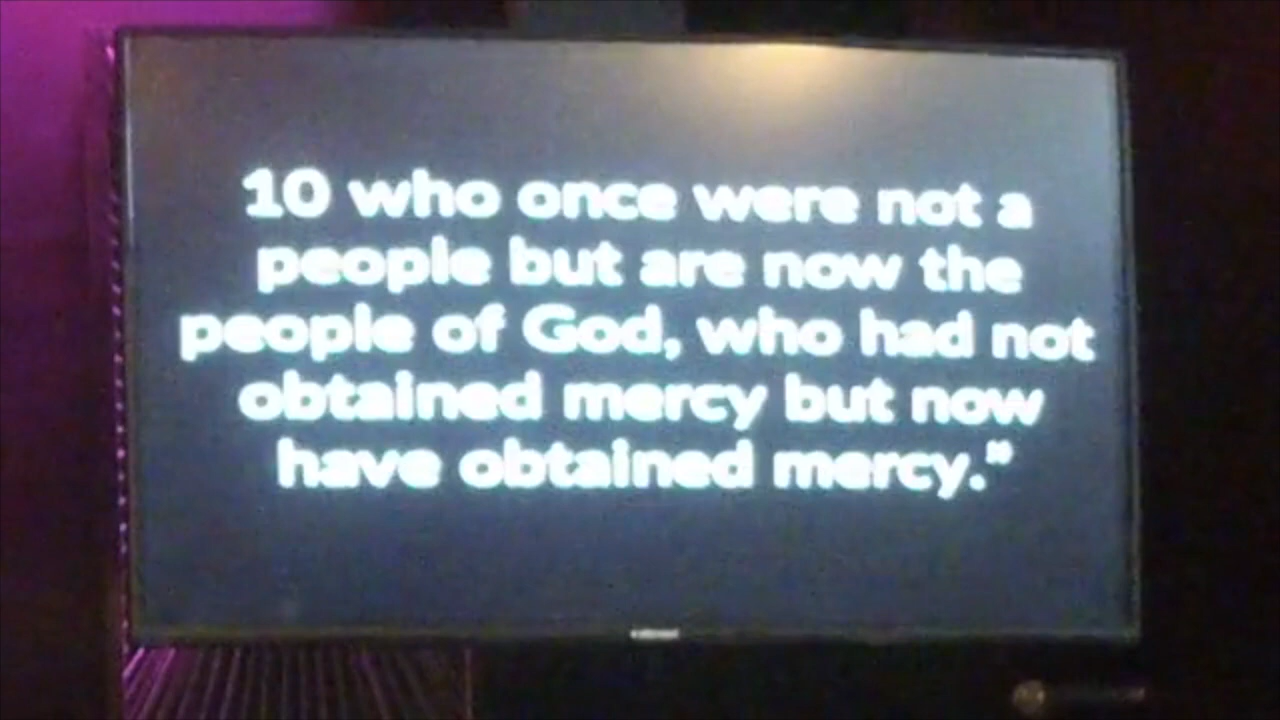 10 who once were not a
people but are now the
people of God, who had not
obtained mercy but now
have obtained mercy."